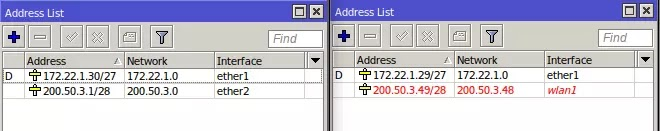 Address List
Find
Address Network Interface
D 172.22.1.30/27 172.22.1.0 ether1
200.50.3.1/28 200.50.3.0 ether2
Address List
Find
Address Network Interface
D 172.22.1.29/27 172.22.1.0 ether1
200.50.3.49/28 200.50.3.48 wlan1